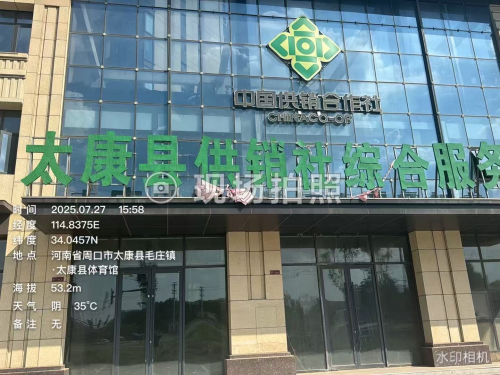 中国供销合作社
CHINA CO-OP
太康县供销社综合服务
现场拍照
时间 2025.07.27 15:58
经度 114.8375E
纬度 34.0457N
地点 河南省周口市太康县毛庄镇
·太康县体育馆
海拔 53.2m
天气 阴 35℃
备注 无
水印相机